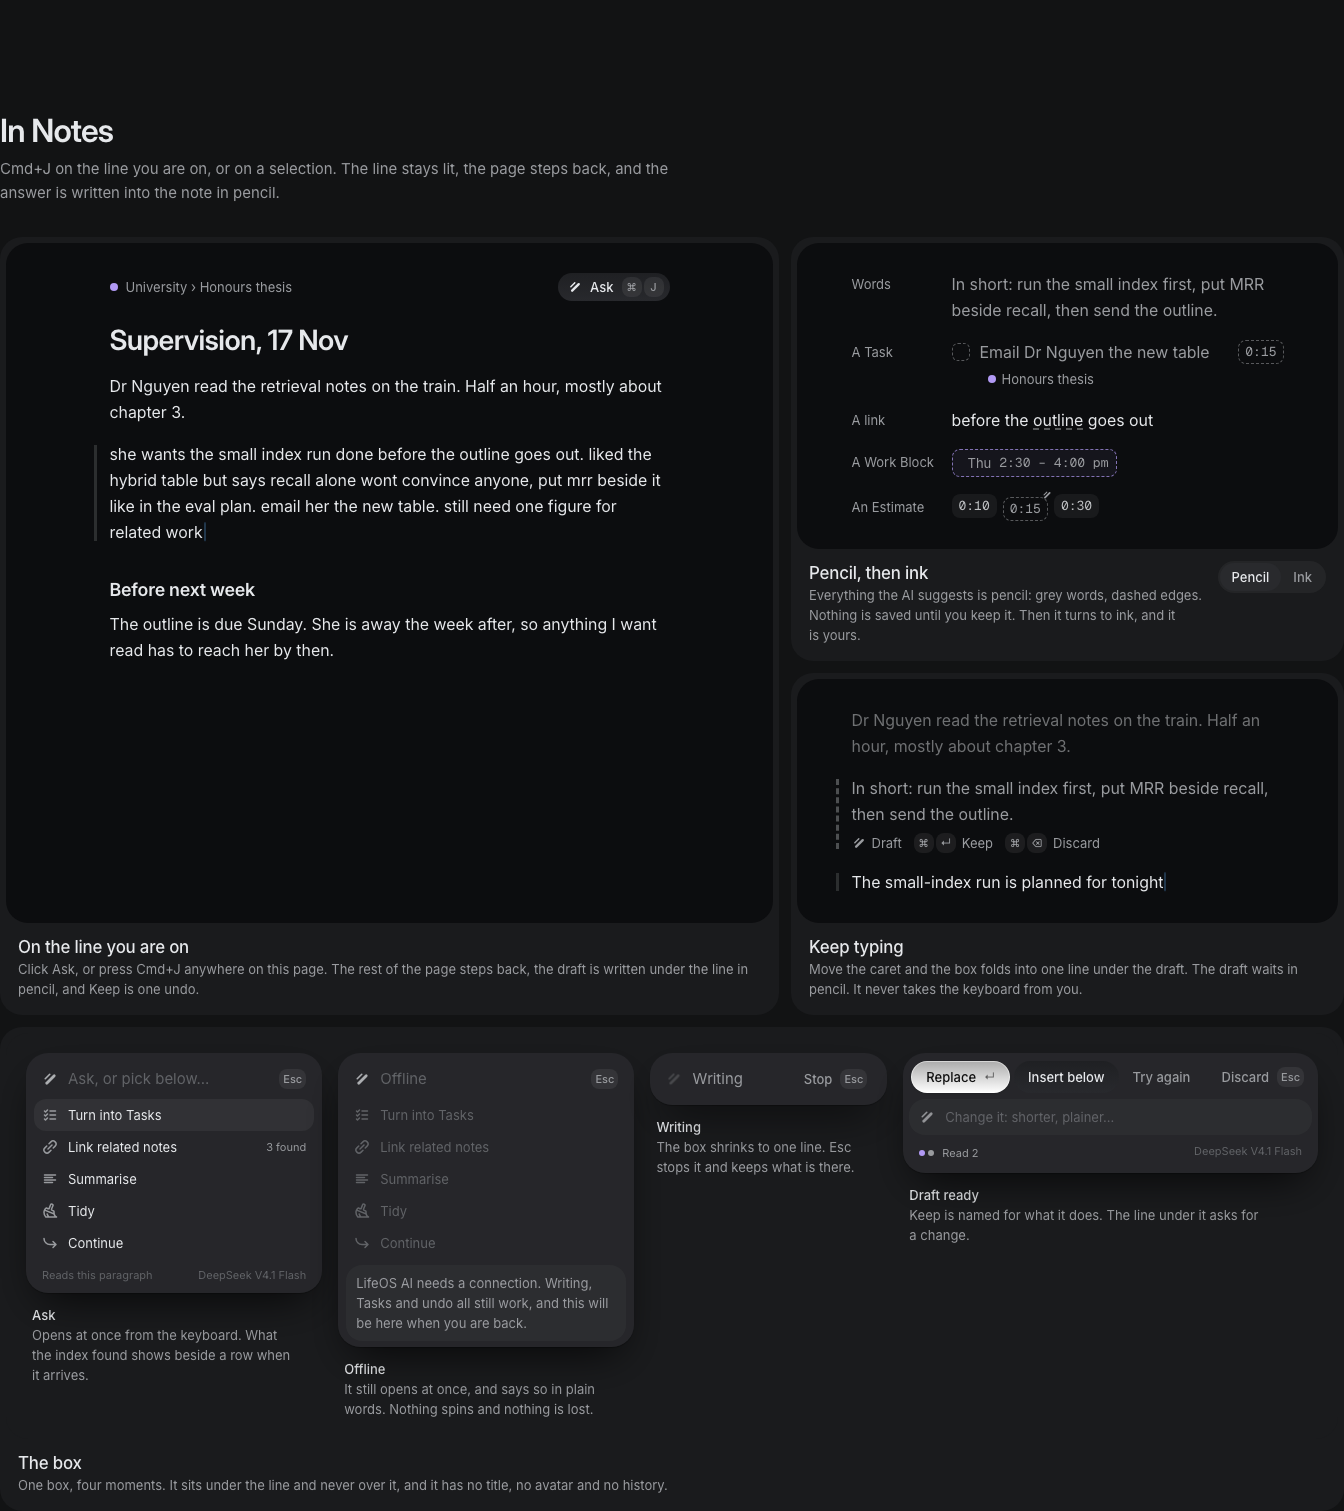 In Notes
Cmd+J on the line you are on, or on a selection. The line stays lit, the page steps back, and the
answer is written into the note in pencil.
University › Honours thesis
Ask ⌘ J
Supervision, 17 Nov
Dr Nguyen read the retrieval notes on the train. Half an hour, mostly about
chapter 3.
she wants the small index run done before the outline goes out. liked the
hybrid table but says recall alone wont convince anyone, put mrr beside it
like in the eval plan. email her the new table. still need one figure for
related work
Before next week
The outline is due Sunday. She is away the week after, so anything I want
read has to reach her by then.
On the line you are on
Click Ask, or press Cmd+J anywhere on this page. The rest of the page steps back, the draft is written under the line in
pencil, and Keep is one undo.
Words
In short: run the small index first, put MRR
beside recall, then send the outline.
A Task
Email Dr Nguyen the new table 0:15
Honours thesis
A link
before the outline goes out
A Work Block
Thu 2:30 – 4:00 pm
An Estimate
0:10 0:15 0:30
Pencil, then ink
Everything the AI suggests is pencil: grey words, dashed edges.
Nothing is saved until you keep it. Then it turns to ink, and it
is yours.
Pencil Ink
Dr Nguyen read the retrieval notes on the train. Half an
hour, mostly about chapter 3.
In short: run the small index first, put MRR beside recall,
then send the outline.
Draft ⌘ ↵ Keep ⌘ ⌫ Discard
The small-index run is planned for tonight
Keep typing
Move the caret and the box folds into one line under the draft. The draft waits in
pencil. It never takes the keyboard from you.
Ask, or pick below... Esc
Turn into Tasks
Link related notes 3 found
Summarise
Tidy
Continue
Reads this paragraph DeepSeek V4.1 Flash
Ask
Opens at once from the keyboard. What
the index found shows beside a row when
it arrives.
Offline Esc
Turn into Tasks
Link related notes
Summarise
Tidy
Continue
LifeOS AI needs a connection. Writing,
Tasks and undo all still work, and this will
be here when you are back.
Offline
It still opens at once, and says so in plain
words. Nothing spins and nothing is lost.
Writing Stop Esc
Writing
The box shrinks to one line. Esc
stops it and keeps what is there.
Replace ↵ Insert below Try again Discard Esc
Change it: shorter, plainer...
Read 2 DeepSeek V4.1 Flash
Draft ready
Keep is named for what it does. The line under it asks for
a change.
The box
One box, four moments. It sits under the line and never over it, and it has no title, no avatar and no history.